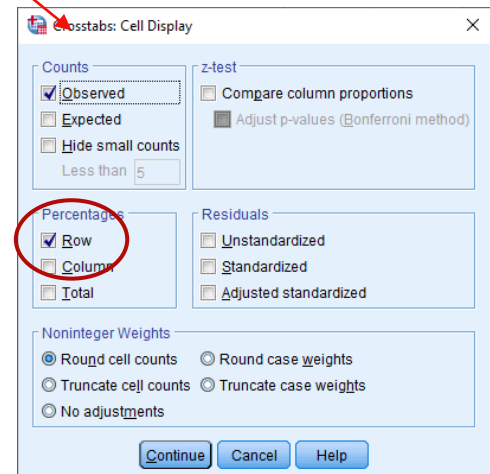 Crosstabs: Cell Display
Counts
Observed
Expected
Hide small counts
Less than 5
z-test
Compare column proportions
Adjust p-values (Bonferroni method)
Percentages
Row
Column
Total
Residuals
Unstandardized
Standardized
Adjusted standardized
Noninteger Weights
Round cell counts Round case weights
Truncate cell counts Truncate case weights
No adjustments
Continue Cancel Help